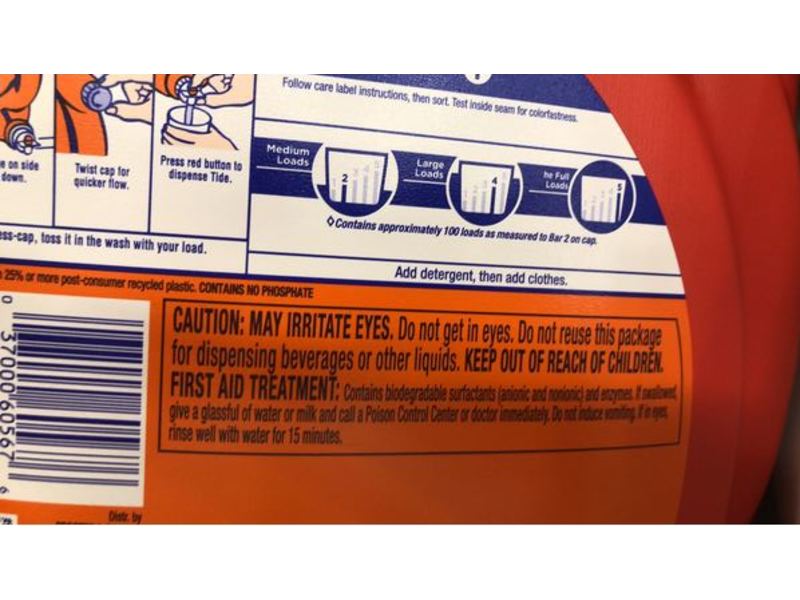 Follow care label instructions, then sort. Test inside seam for colorfastness.
Medium Loads
2
Large Loads
4
he Full Loads
5
◊Contains approximately 100 loads as measured to Bar 2 on cap.
Add detergent, then add clothes.
e on side
down.
Twist cap for
quicker flow.
Press red button to
dispense Tide.
ess-cap, toss it in the wash with your load.
25% or more post-consumer recycled plastic. CONTAINS NO PHOSPHATE
CAUTION: MAY IRRITATE EYES. Do not get in eyes. Do not reuse this package
for dispensing beverages or other liquids. KEEP OUT OF REACH OF CHILDREN.
FIRST AID TREATMENT: Contains biodegradable surfactants (anionic and nonionic) and enzymes. If swallowed,
give a glassful of water or milk and call a Poison Control Center or doctor immediately. Do not induce vomiting. If in eyes,
rinse well with water for 15 minutes.
0 37000 60567 6
Distr. by